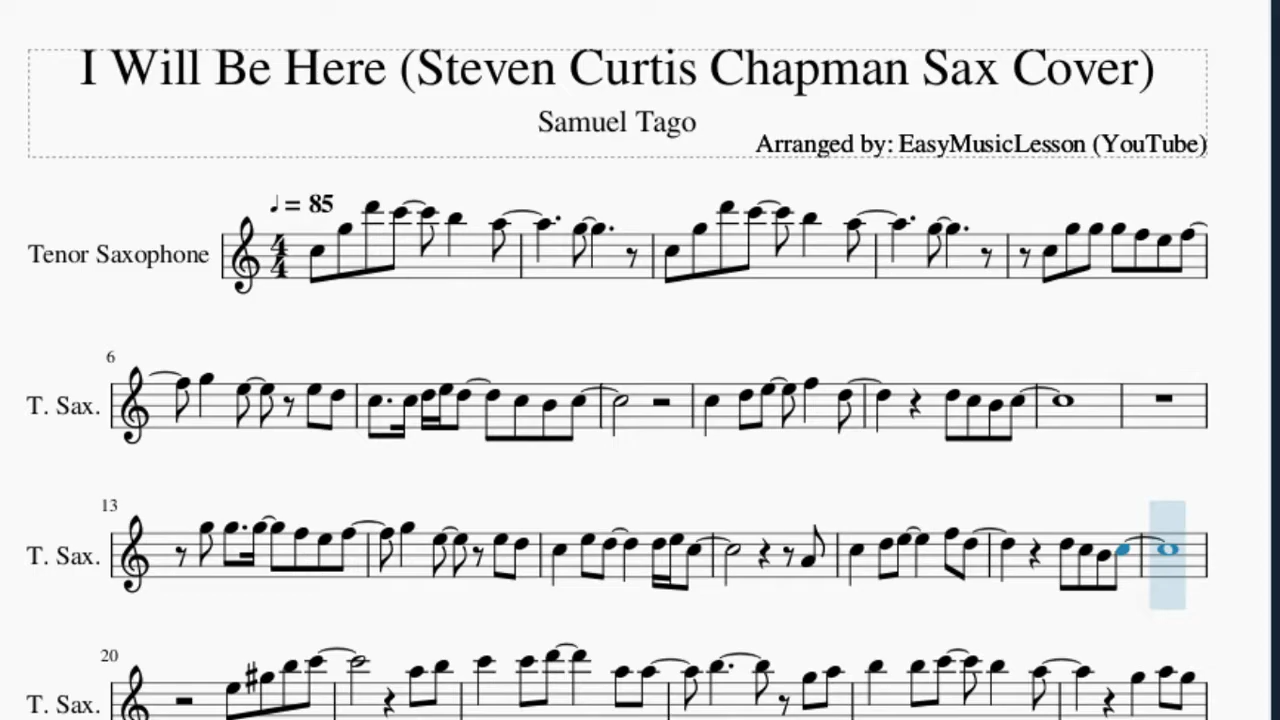 I Will Be Here (Steven Curtis Chapman Sax Cover)
Samuel Tago
Arranged by: EasyMusicLesson (YouTube)
♩ = 85
Tenor Saxophone
4
4
6
T. Sax.
13
T. Sax.
20
T. Sax.